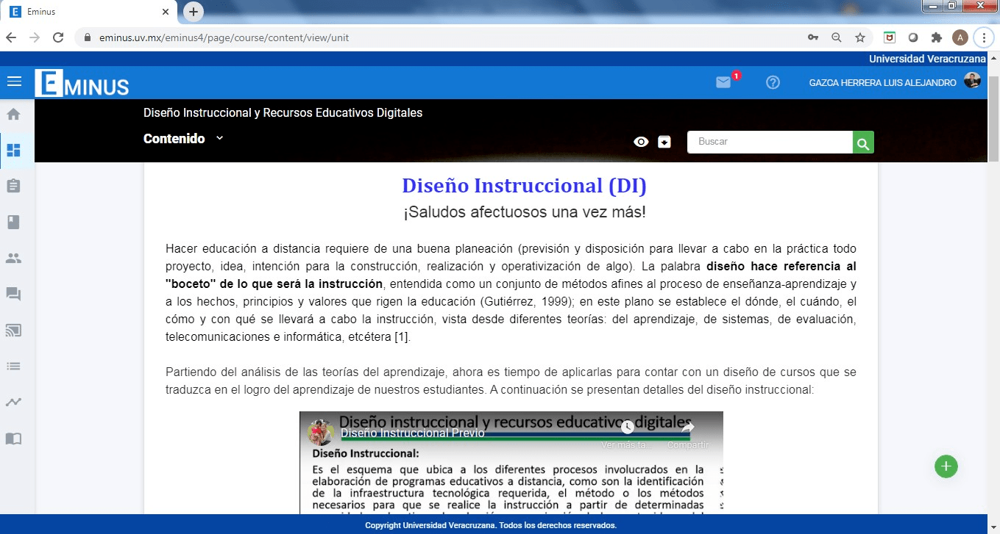 Eminus
eminus.uv.mx/eminus4/page/course/content/view/unit
A
Universidad Veracruzana
EMINUS
1
GAZCA HERRERA LUIS ALEJANDRO
Diseño Instruccional y Recursos Educativos Digitales
Contenido
Buscar
Diseño Instruccional (DI)
¡Saludos afectuosos una vez más!
Hacer educación a distancia requiere de una buena planeación (previsión y disposición para llevar a cabo en la práctica todo
proyecto, idea, intención para la construcción, realización y operativización de algo). La palabra diseño hace referencia al
"boceto" de lo que será la instrucción, entendida como un conjunto de métodos afines al proceso de enseñanza-aprendizaje y
a los hechos, principios y valores que rigen la educación (Gutiérrez, 1999); en este plano se establece el dónde, el cuándo, el
cómo y con qué se llevará a cabo la instrucción, vista desde diferentes teorías: del aprendizaje, de sistemas, de evaluación,
telecomunicaciones e informática, etcétera [1].
Partiendo del análisis de las teorías del aprendizaje, ahora es tiempo de aplicarlas para contar con un diseño de cursos que se
traduzca en el logro del aprendizaje de nuestros estudiantes. A continuación se presentan detalles del diseño instruccional:
Diseño instruccional y recursos educativos digitales
Diseño Instruccional Previo
Ver más ta...
Compartir
Diseño Instruccional:
Es el esquema que ubica a los diferentes procesos involucrados en la
elaboración de programas educativos a distancia, como son la identificación
de la infraestructura tecnológica requerida, el método o los métodos
necesarios para que se realice la instrucción a partir de determinadas
Copyright Universidad Veracruzana. Todos los derechos reservados.